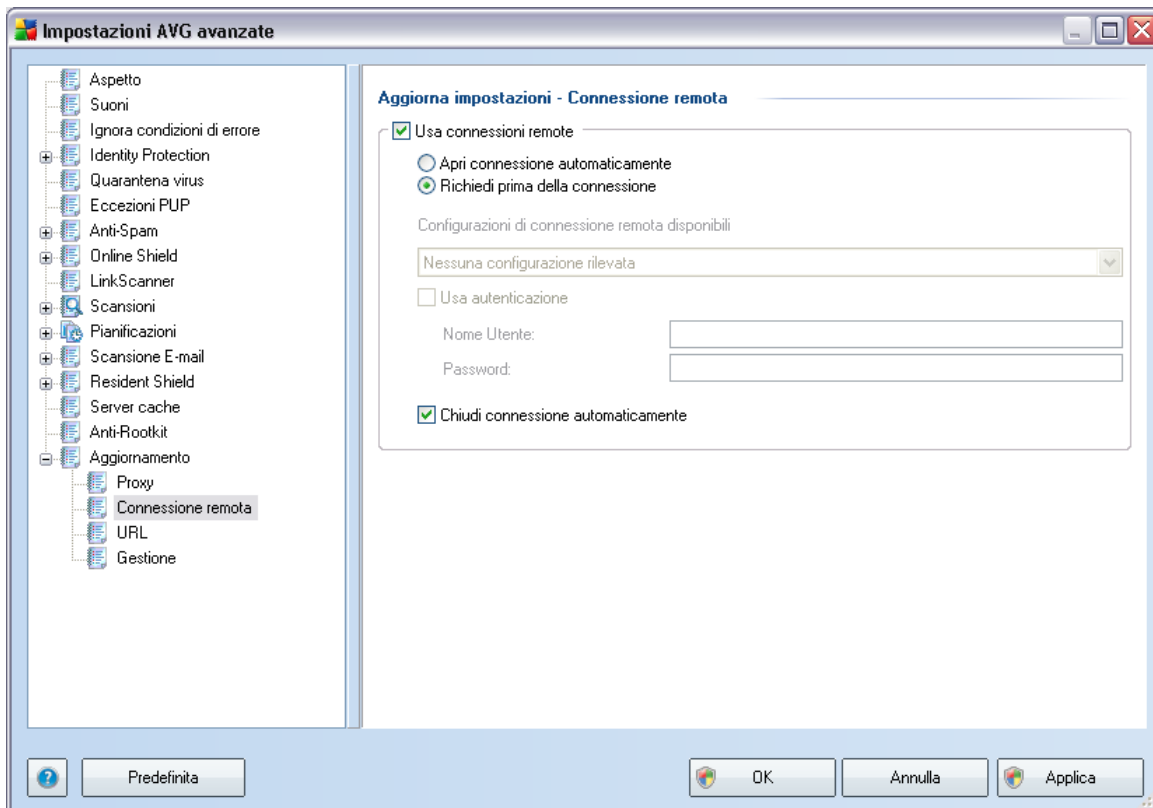 Impostazioni AVG avanzate
Aspetto
Suoni
Ignora condizioni di errore
Identity Protection
Quarantena virus
Eccezioni PUP
Anti-Spam
Online Shield
LinkScanner
Scansioni
Pianificazioni
Scansione E-mail
Resident Shield
Server cache
Anti-Rootkit
Aggiornamento
Proxy
Connessione remota
URL
Gestione
Aggiorna impostazioni - Connessione remota
Usa connessioni remote
Apri connessione automaticamente
Richiedi prima della connessione
Configurazioni di connessione remota disponibili
Nessuna configurazione rilevata
Usa autenticazione
Nome Utente:
Password:
Chiudi connessione automaticamente
Predefinita
OK
Annulla
Applica